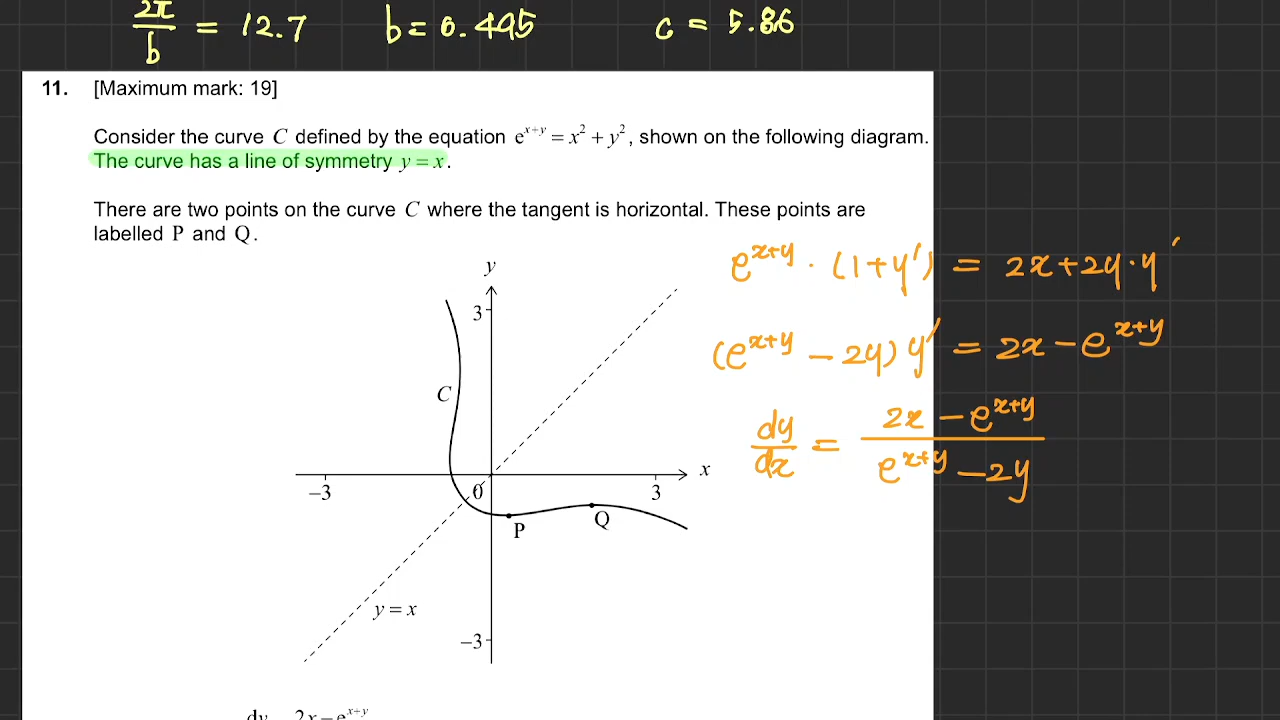 2π/b = 12.7 b = 0.495 c = 5.86
11. [Maximum mark: 19]
Consider the curve C defined by the equation e^(x+y) = x² + y², shown on the following diagram.
The curve has a line of symmetry y = x.
There are two points on the curve C where the tangent is horizontal. These points are
labelled P and Q.
e^(x+y) · (1+y′) = 2x+2y·y′
(e^(x+y) − 2y) y′ = 2x − e^(x+y)
dy/dx = (2x − e^(x+y))/(e^(x+y) − 2y)
y
3
C
x
−3 0 3
P Q
y = x
−3
dy 2x − e^(x+y)